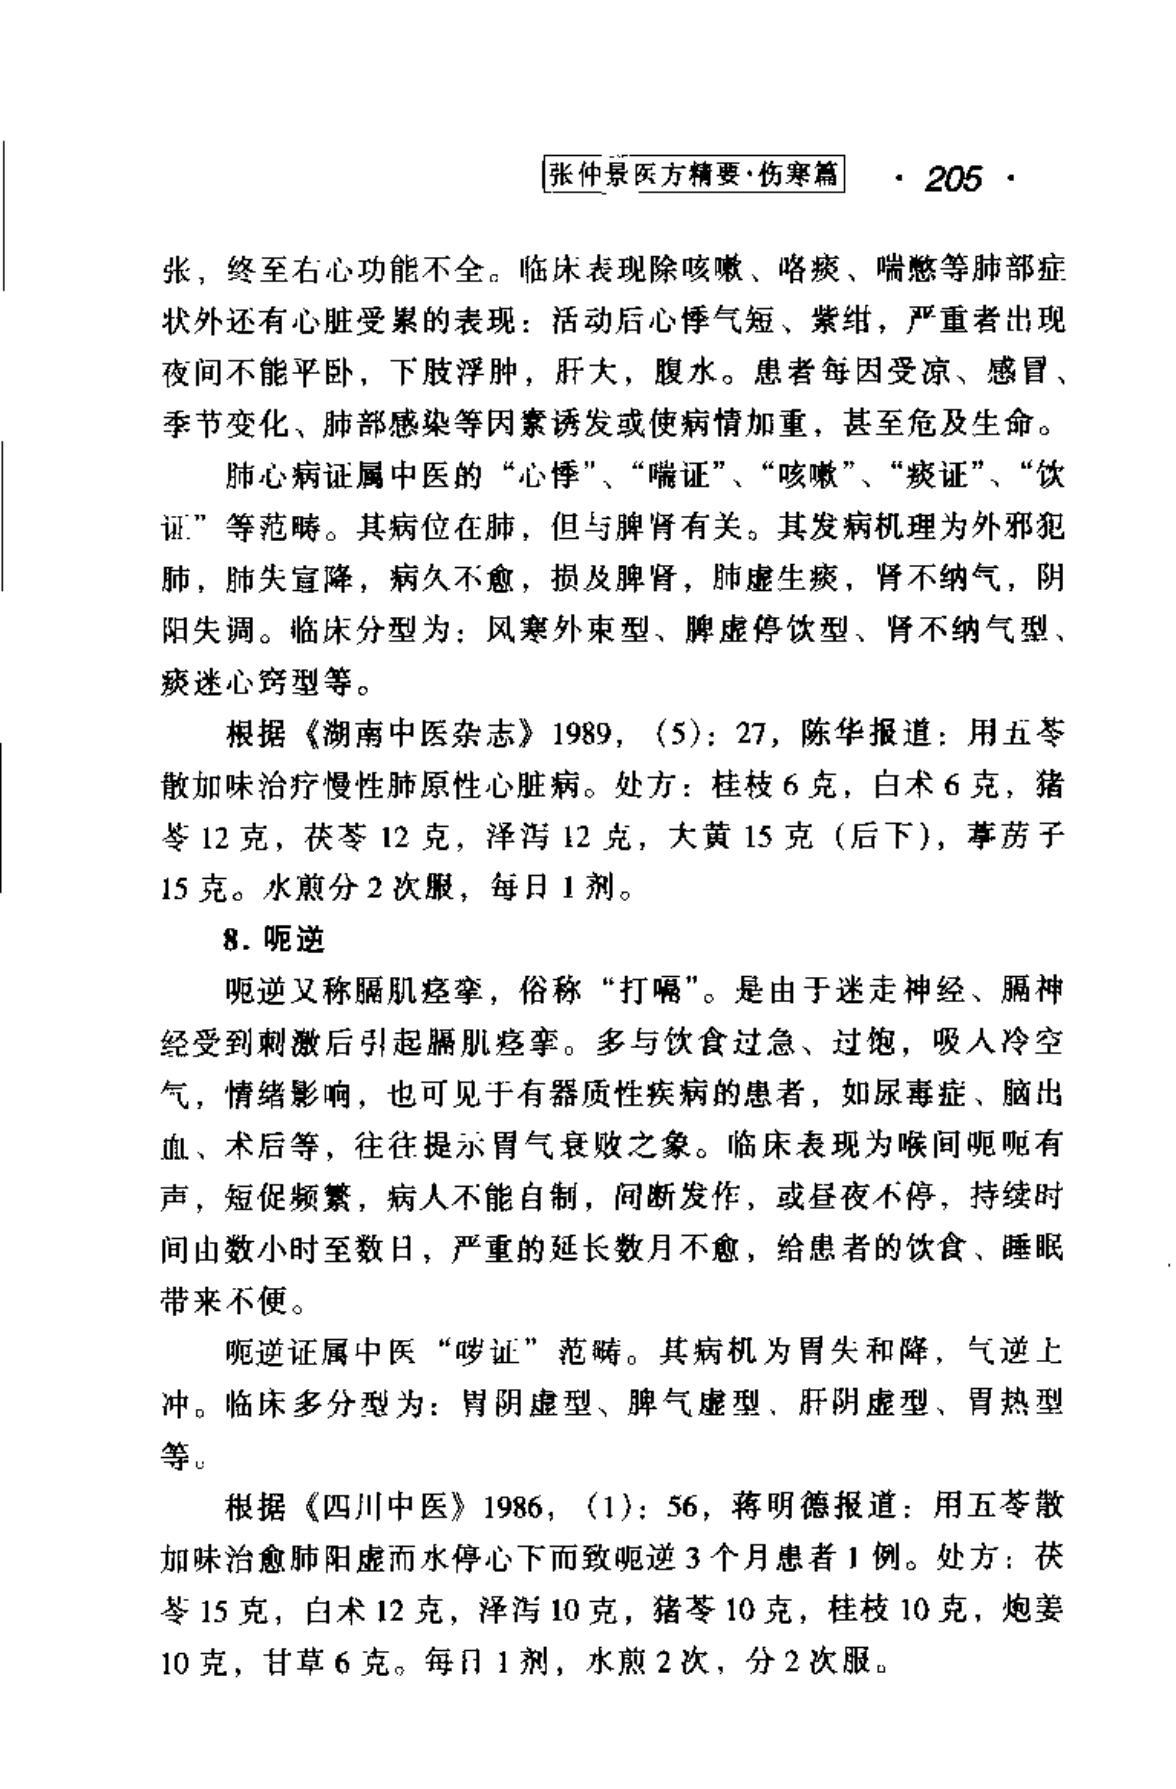 张仲景医方精要·伤寒篇 · 205 ·
张，终至右心功能不全。临床表现除咳嗽、咯痰、喘憋等肺部症
状外还有心脏受累的表现：活动后心悸气短、紫绀，严重者出现
夜间不能平卧，下肢浮肿，肝大，腹水。患者每因受凉、感冒、
季节变化、肺部感染等因素诱发或使病情加重，甚至危及生命。
肺心病证属中医的“心悸”、“喘证”、“咳嗽”、“痰证”、“饮
证”等范畴。其病位在肺，但与脾肾有关。其发病机理为外邪犯
肺，肺失宣降，病久不愈，损及脾肾，肺虚生痰，肾不纳气，阴
阳失调。临床分型为：风寒外束型、脾虚停饮型、肾不纳气型、
痰迷心窍型等。
根据《湖南中医杂志》1989，（5）：27，陈华报道：用五苓
散加味治疗慢性肺原性心脏病。处方：桂枝6克，白术6克，猪
苓12克，茯苓12克，泽泻12克，大黄15克（后下），葶苈子
15克。水煎分2次服，每日1剂。
8. 呃逆
呃逆又称膈肌痉挛，俗称“打嗝”。是由于迷走神经、膈神
经受到刺激后引起膈肌痉挛。多与饮食过急、过饱，吸入冷空
气，情绪影响，也可见于有器质性疾病的患者，如尿毒症、脑出
血、术后等，往往提示胃气衰败之象。临床表现为喉间呃呃有
声，短促频繁，病人不能自制，间断发作，或昼夜不停，持续时
间由数小时至数日，严重的延长数月不愈，给患者的饮食、睡眠
带来不便。
呃逆证属中医“哕证”范畴。其病机为胃失和降，气逆上
冲。临床多分型为：胃阴虚型、脾气虚型、肝阴虚型、胃热型
等。
根据《四川中医》1986，（1）：56，蒋明德报道：用五苓散
加味治愈肺阳虚而水停心下而致呃逆3个月患者1例。处方：茯
苓15克，白术12克，泽泻10克，猪苓10克，桂枝10克，炮姜
10克，甘草6克。每日1剂，水煎2次，分2次服。